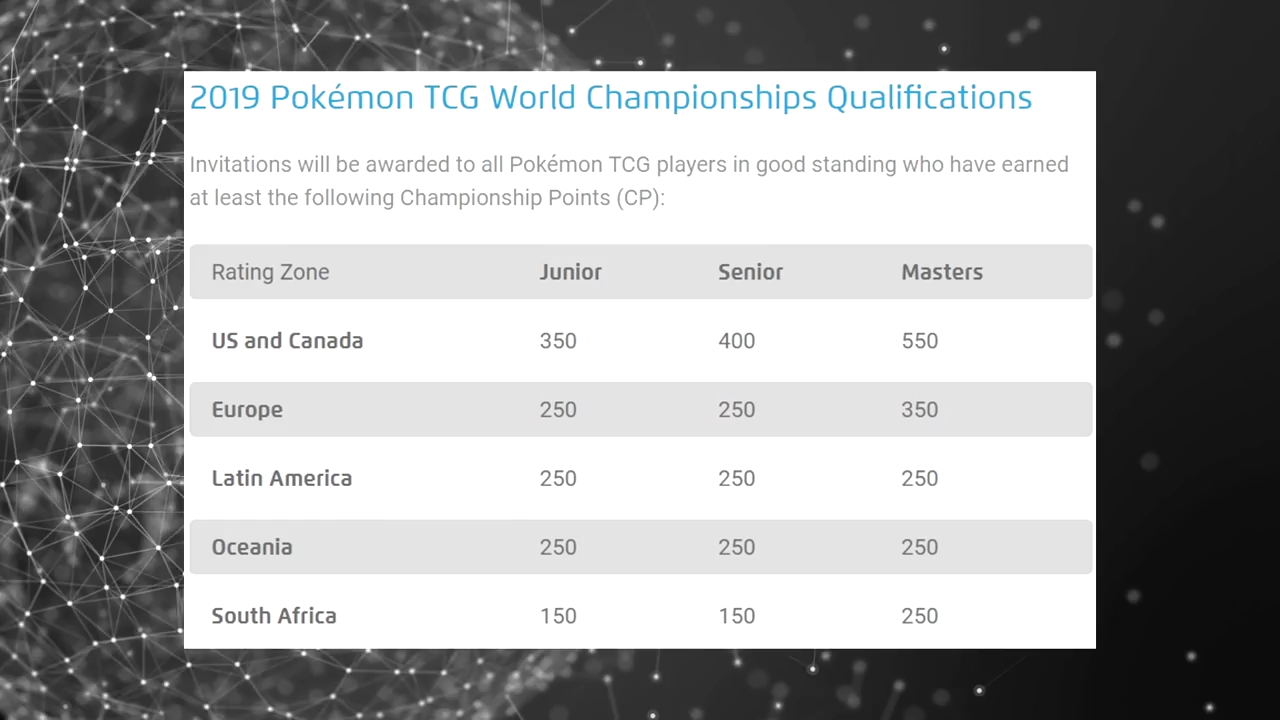 2019 Pokémon TCG World Championships Qualifications
Invitations will be awarded to all Pokémon TCG players in good standing who have earned
at least the following Championship Points (CP):
Rating Zone Junior Senior Masters
US and Canada 350 400 550
Europe 250 250 350
Latin America 250 250 250
Oceania 250 250 250
South Africa 150 150 250